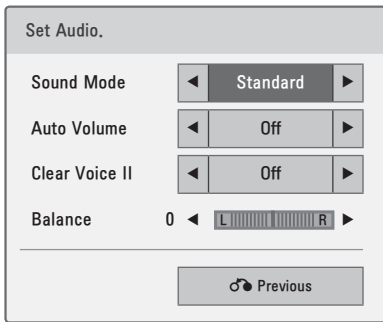 Set Audio.
Sound Mode ◄ Standard ►
Auto Volume ◄ Off ►
Clear Voice II ◄ Off ►
Balance 0 ◄ L R ►
Previous